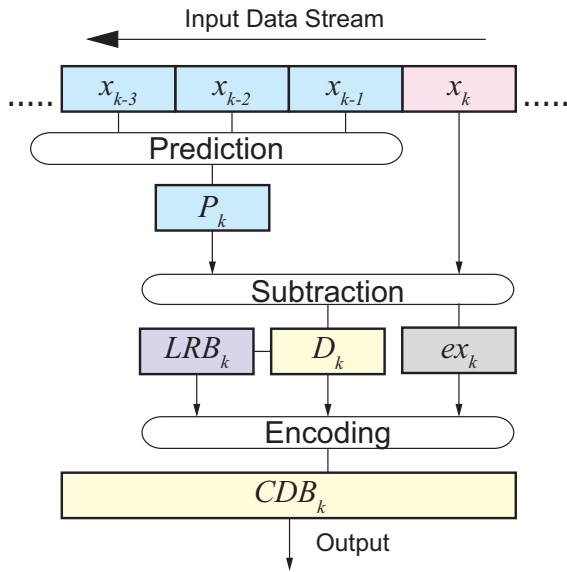 Input Data Stream
..... x_{k-3} x_{k-2} x_{k-1} x_k .....
Prediction
P_k
Subtraction
LRB_k D_k ex_k
Encoding
CDB_k
Output